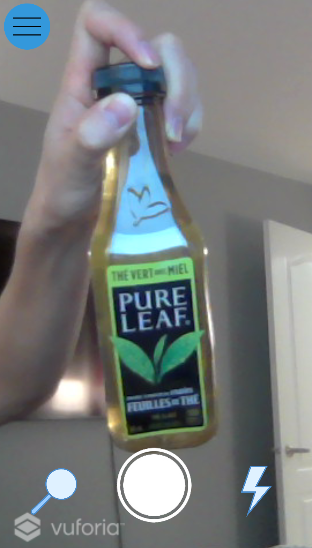 THÉ VERT avec MIEL
PURE
LEAF
FEUILLES DE THÉ
vuforia